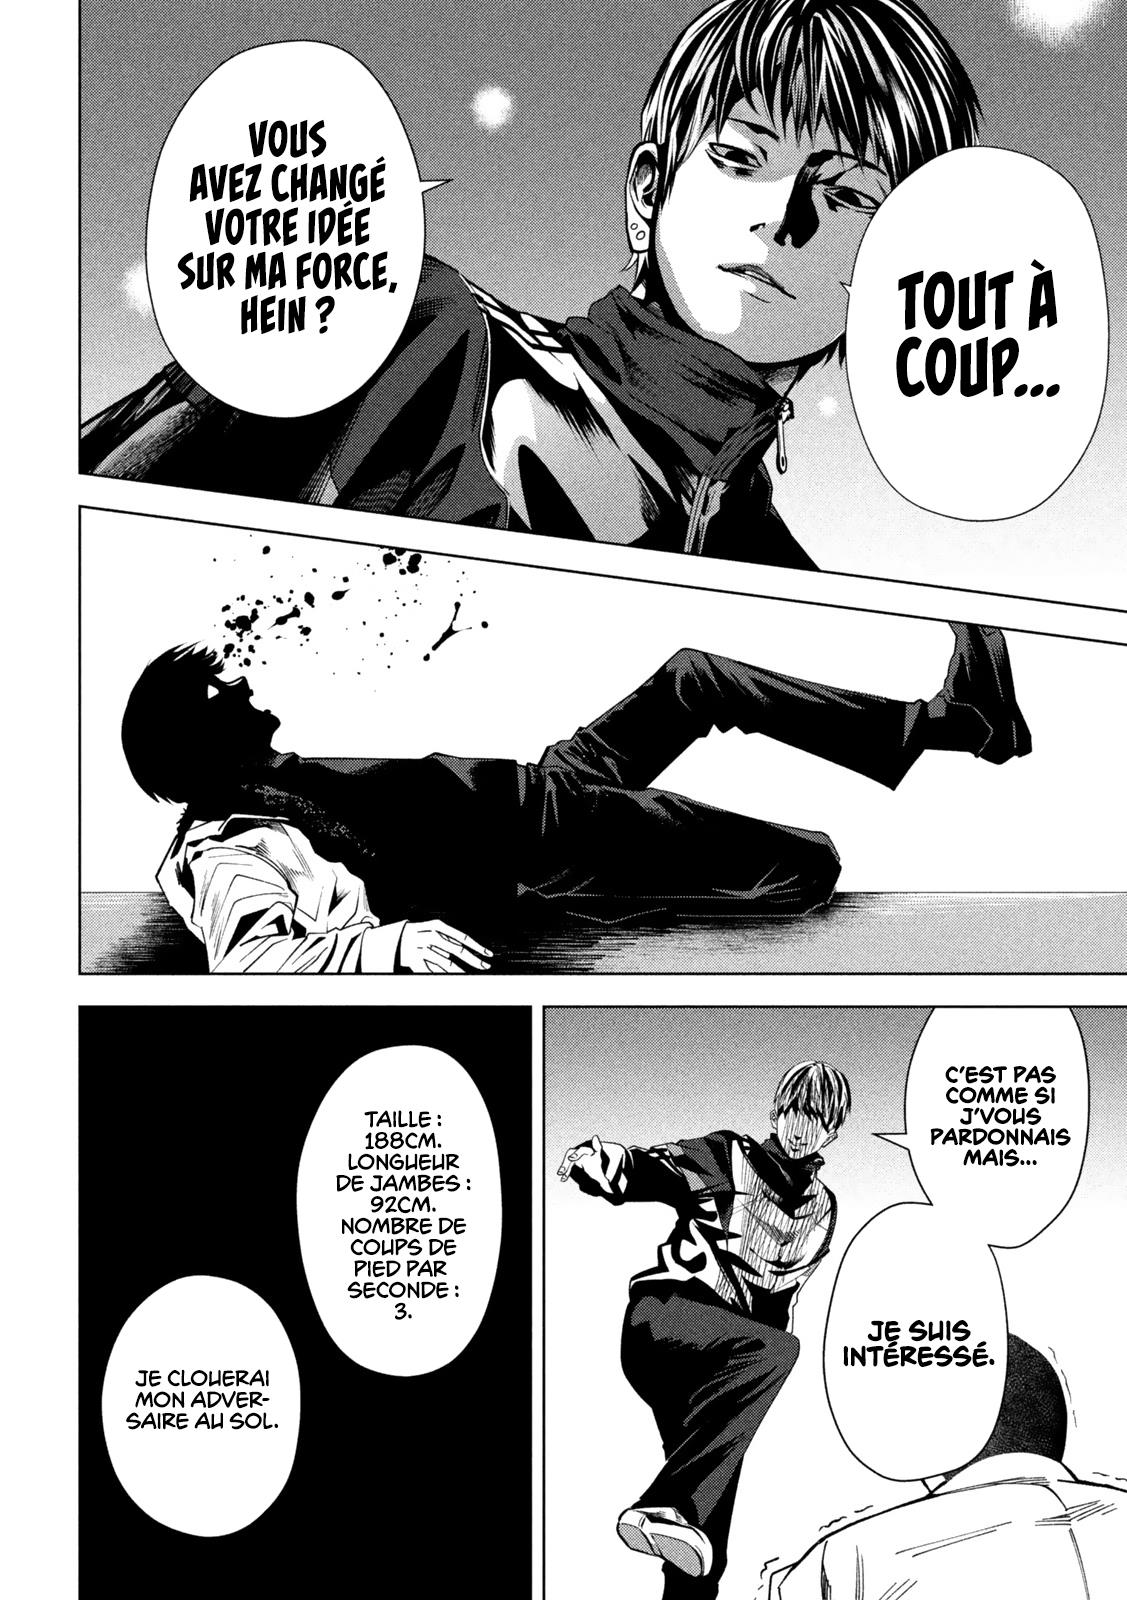 TOUT À
COUP...
VOUS
AVEZ CHANGÉ
VOTRE IDÉE
SUR MA FORCE,
HEIN ?
C'EST PAS
COMME SI
J'VOUS
PARDONNAIS
MAIS...
JE SUIS
INTÉRESSÉ.
TAILLE :
188CM.
LONGUEUR
DE JAMBES :
92CM.
NOMBRE DE
COUPS DE
PIED PAR
SECONDE :
3.
JE CLOUERAI
MON ADVER-
SAIRE AU SOL.